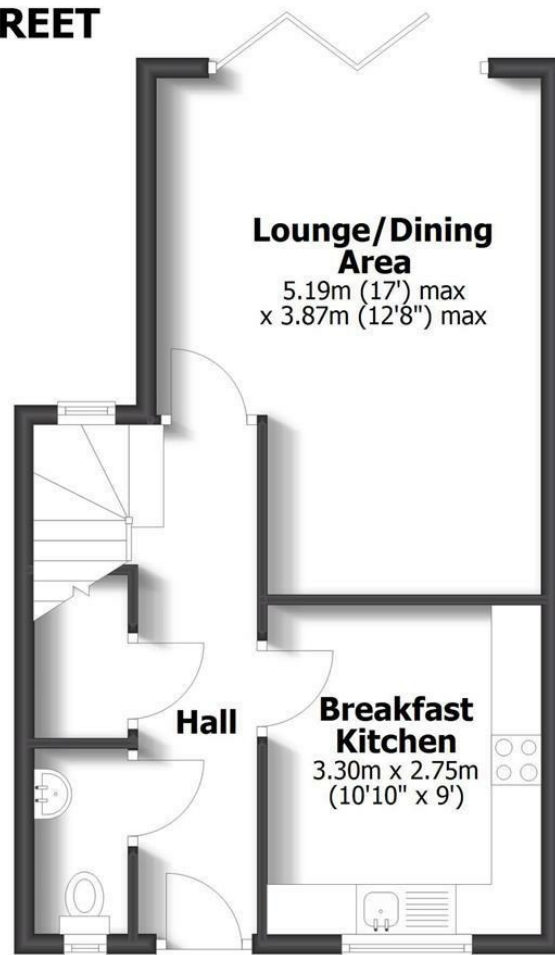 REET
Lounge/Dining
Area
5.19m (17') max
x 3.87m (12'8") max
Hall
Breakfast
Kitchen
3.30m x 2.75m
(10'10" x 9')